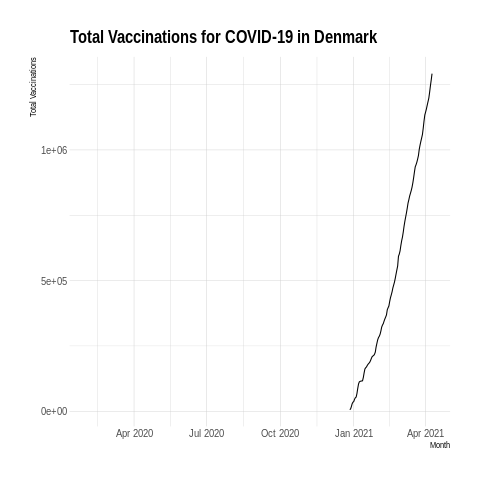 Total Vaccinations for COVID-19 in Denmark
Total Vaccinations
1e+06
5e+05
0e+00
Apr 2020 Jul 2020 Oct 2020 Jan 2021 Apr 2021
Month